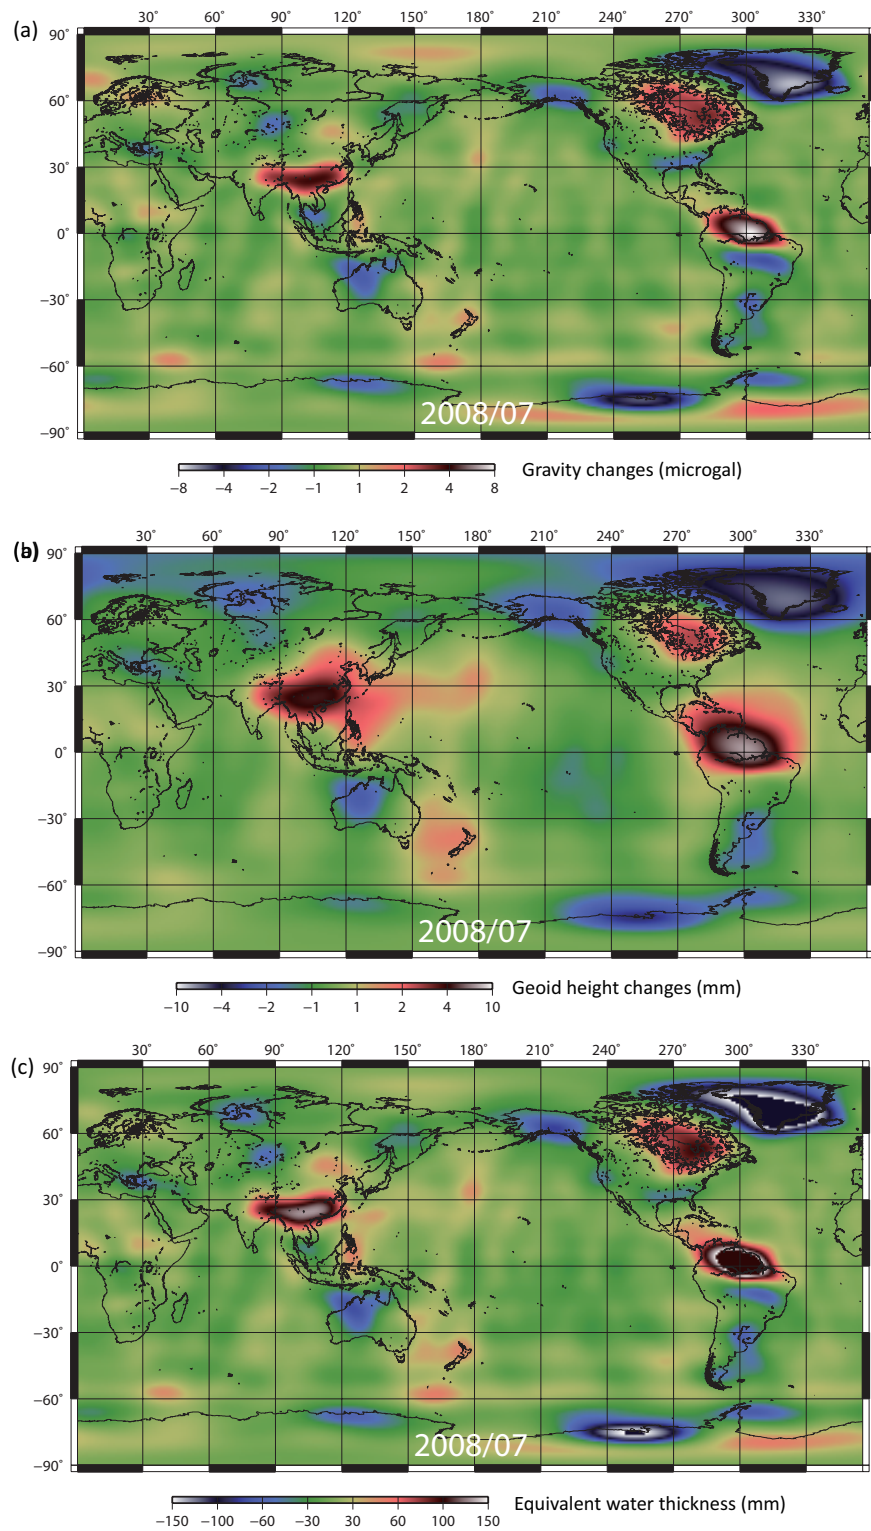 (a)
30° 60° 90° 120° 150° 180° 210° 240° 270° 300° 330°
90°
60°
30°
0°
−30°
−60°
−90°
2008/07
−8 −4 −2 −1 1 2 4 8
Gravity changes (microgal)
30° 60° 90° 120° 150° 180° 210° 240° 270° 300° 330°
90°
60°
30°
0°
−30°
−60°
−90°
2008/07
−10 −4 −2 −1 1 2 4 10
Geoid height changes (mm)
(c)
30° 60° 90° 120° 150° 180° 210° 240° 270° 300° 330°
90°
60°
30°
0°
−30°
−60°
−90°
2008/07
−150 −100 −60 −30 30 60 100 150
Equivalent water thickness (mm)